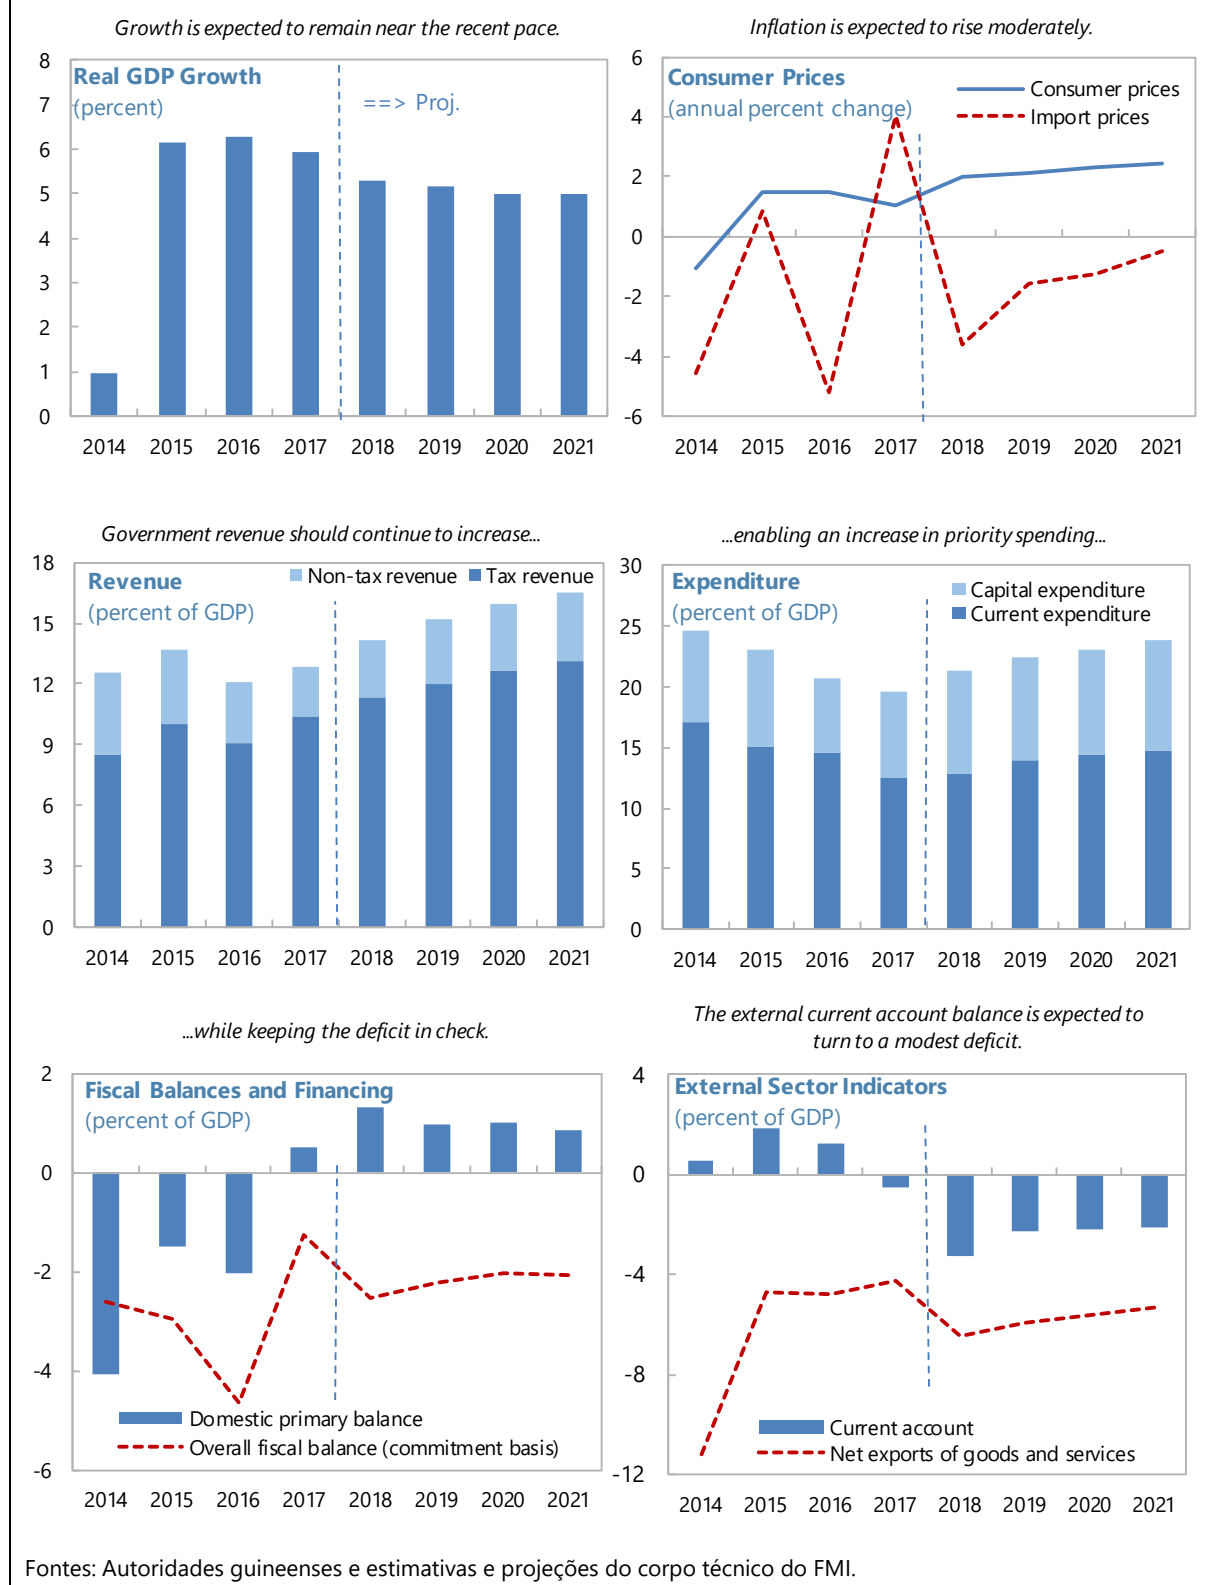 Growth is expected to remain near the recent pace.
Real GDP Growth
(percent)
==> Proj.
8
7
6
5
4
3
2
1
0
2014 2015 2016 2017 2018 2019 2020 2021
Inflation is expected to rise moderately.
Consumer Prices
(annual percent change)
Consumer prices
Import prices
6
4
2
0
-2
-4
-6
2014 2015 2016 2017 2018 2019 2020 2021
Government revenue should continue to increase...
Revenue
(percent of GDP)
Non-tax revenue Tax revenue
18
15
12
9
6
3
0
2014 2015 2016 2017 2018 2019 2020 2021
...enabling an increase in priority spending...
Expenditure
(percent of GDP)
Capital expenditure
Current expenditure
30
25
20
15
10
5
0
2014 2015 2016 2017 2018 2019 2020 2021
...while keeping the deficit in check.
Fiscal Balances and Financing
(percent of GDP)
2
0
-2
-4
-6
Domestic primary balance
Overall fiscal balance (commitment basis)
2014 2015 2016 2017 2018 2019 2020 2021
The external current account balance is expected to
turn to a modest deficit.
External Sector Indicators
(percent of GDP)
4
0
-4
-8
-12
Current account
Net exports of goods and services
2014 2015 2016 2017 2018 2019 2020 2021
Fontes: Autoridades guineenses e estimativas e projeções do corpo técnico do FMI.